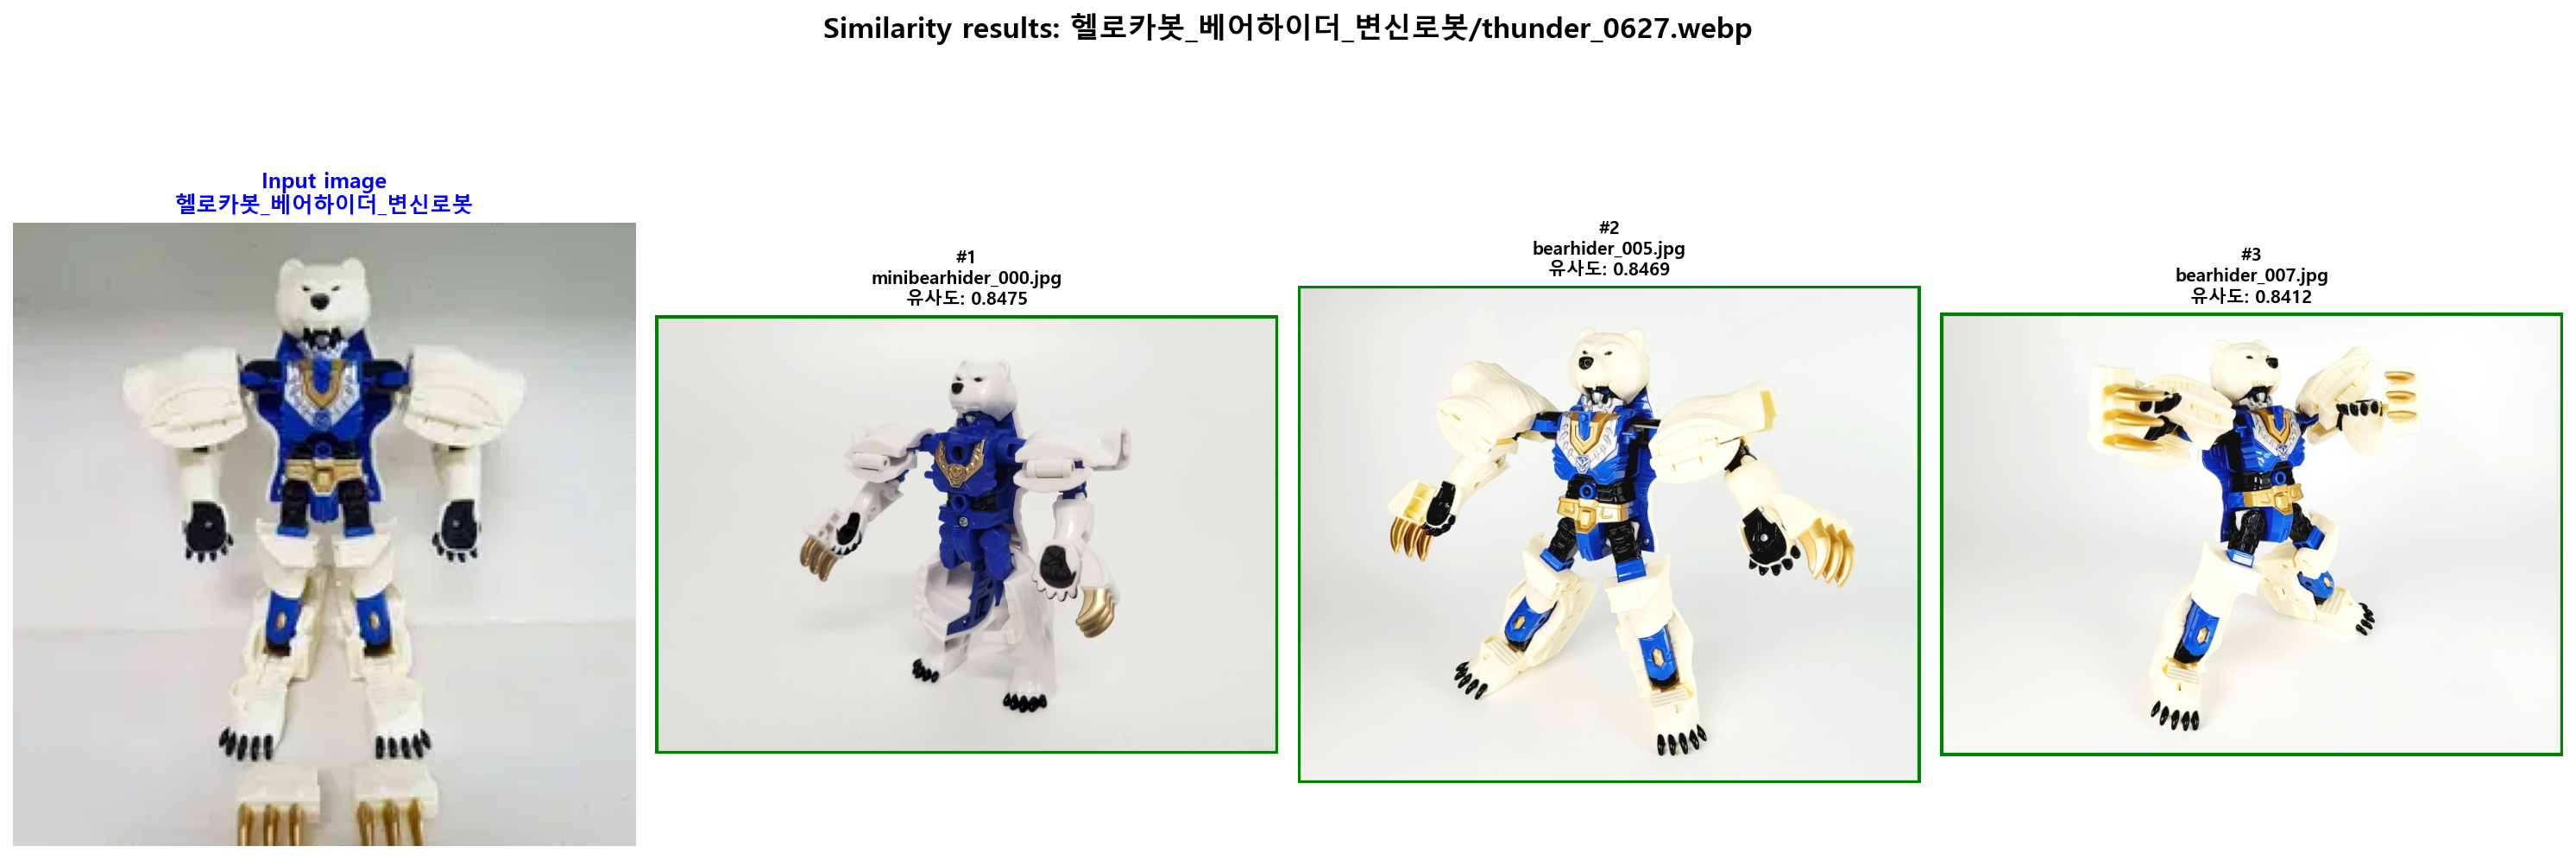 Similarity results: 헬로카봇_베어하이더_변신로봇/thunder_0627.webp
Input image
헬로카봇_베어하이더_변신로봇
#1
minibearhider_000.jpg
유사도: 0.8475
#2
bearhider_005.jpg
유사도: 0.8469
#3
bearhider_007.jpg
유사도: 0.8412